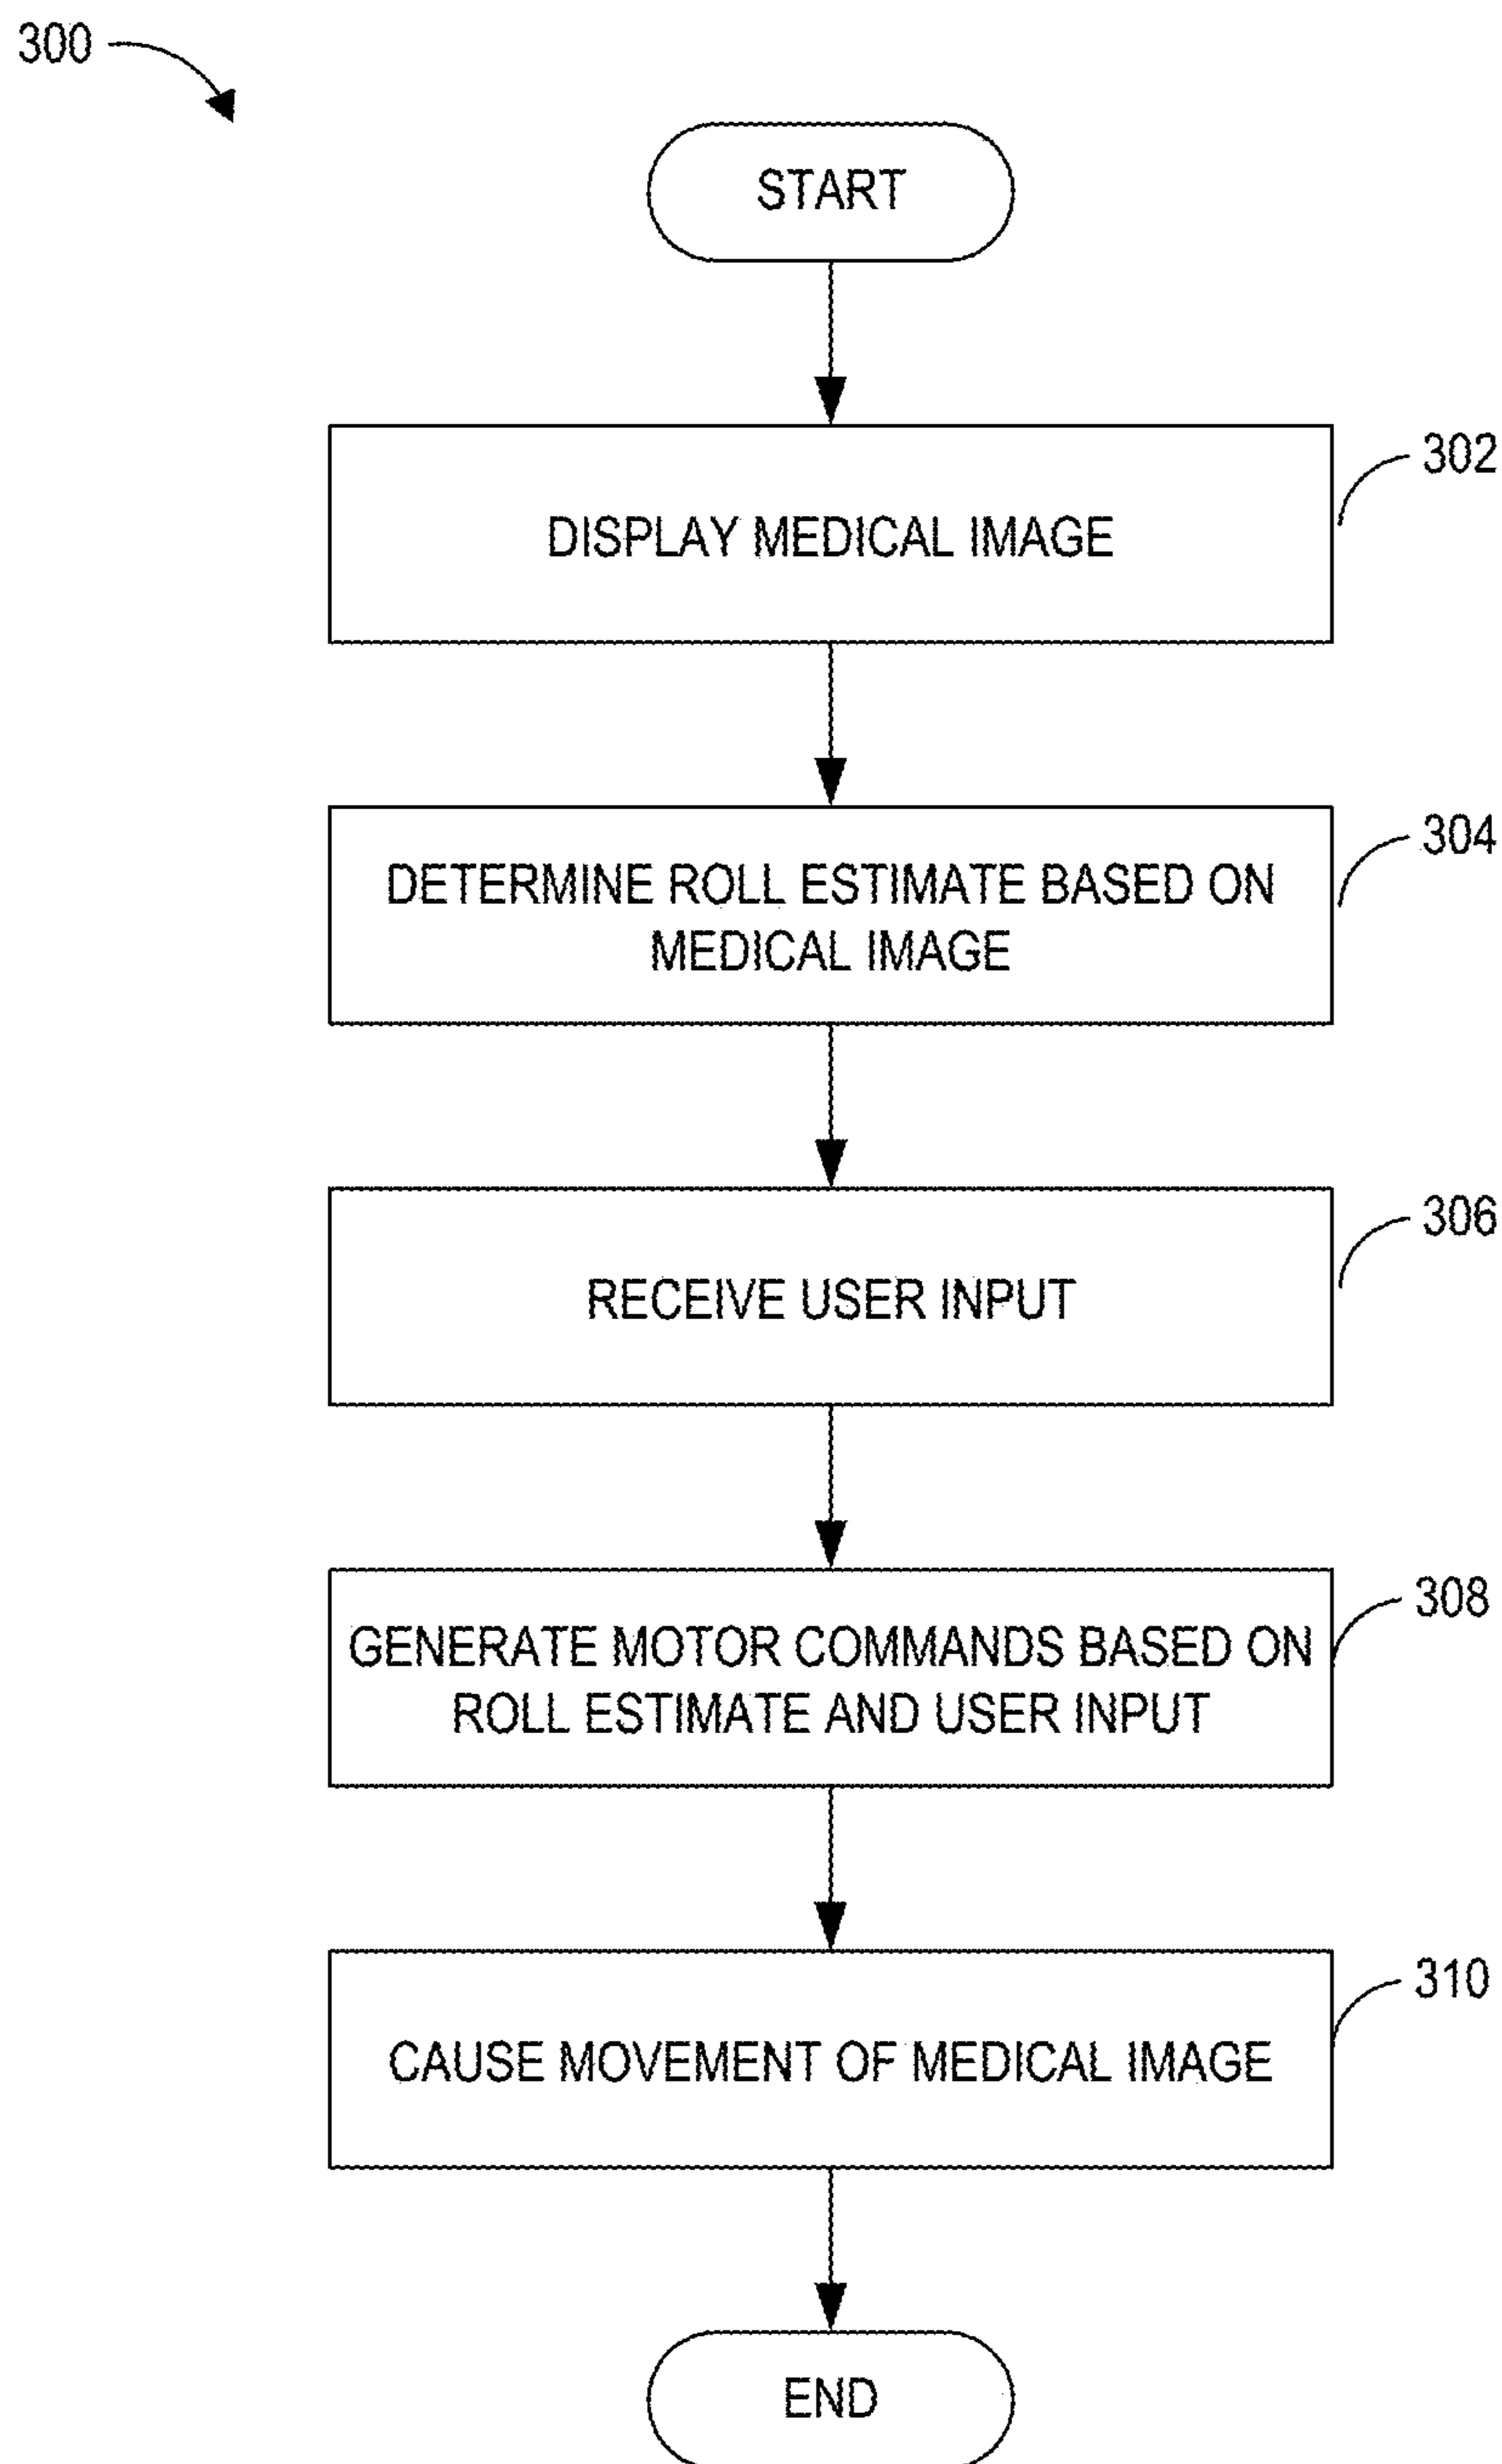 300
START
302
DISPLAY MEDICAL IMAGE
304
DETERMINE ROLL ESTIMATE BASED ON
MEDICAL IMAGE
306
RECEIVE USER INPUT
308
GENERATE MOTOR COMMANDS BASED ON
ROLL ESTIMATE AND USER INPUT
310
CAUSE MOVEMENT OF MEDICAL IMAGE
END